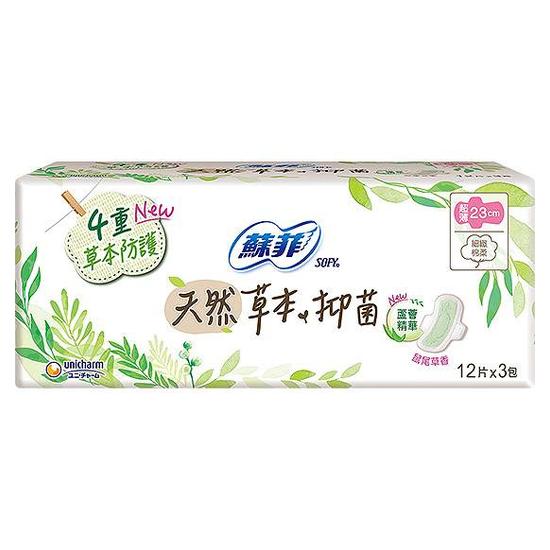 4重 New
草本防護
蘇菲
SOFY®
天然草本抑菌
超薄 23cm
細緻
棉柔
New
蘆薈
精華
鼠尾草香
unicharm
ユニ・チャーム
12片x3包